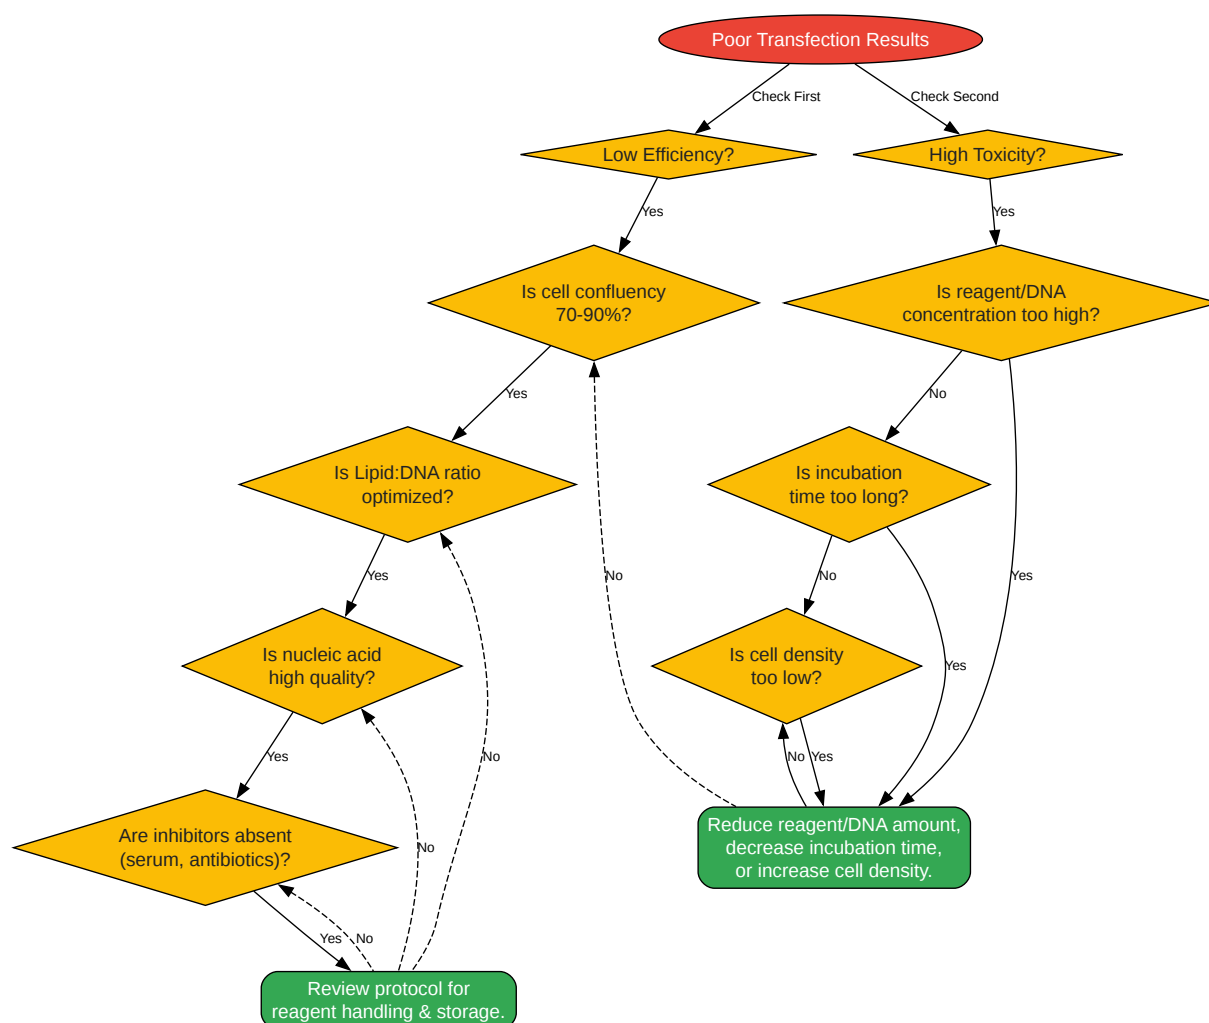 Poor Transfection Results
Check First
Check Second
Low Efficiency?
High Toxicity?
Yes
Yes
Is cell confluency
70-90%?
Is reagent/DNA
concentration too high?
Yes
No
Is Lipid:DNA ratio
optimized?
Is incubation
time too long?
Yes
No
No
Yes
Is nucleic acid
high quality?
Is cell density
too low?
Yes
Yes
No
No
Yes
Are inhibitors absent
(serum, antibiotics)?
No
Reduce reagent/DNA amount,
decrease incubation time,
or increase cell density.
Yes
No
Review protocol for
reagent handling & storage.